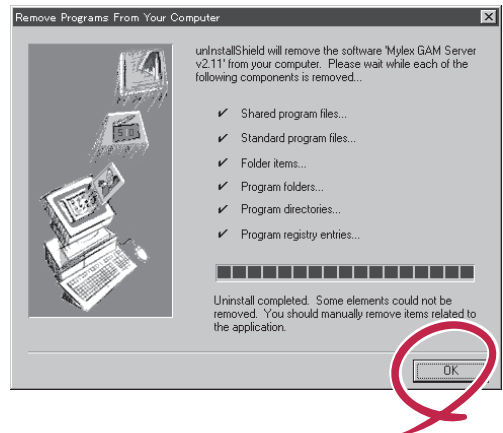 Remove Programs From Your Computer
unInstallShield will remove the software 'Mylex GAM Server
v2.11' from your computer.  Please wait while each of the
following components is removed...
✔ Shared program files...
✔ Standard program files...
✔ Folder items...
✔ Program folders...
✔ Program directories...
✔ Program registry entries...
Uninstall completed.  Some elements could not be
removed.  You should manually remove items related to
the application.
OK